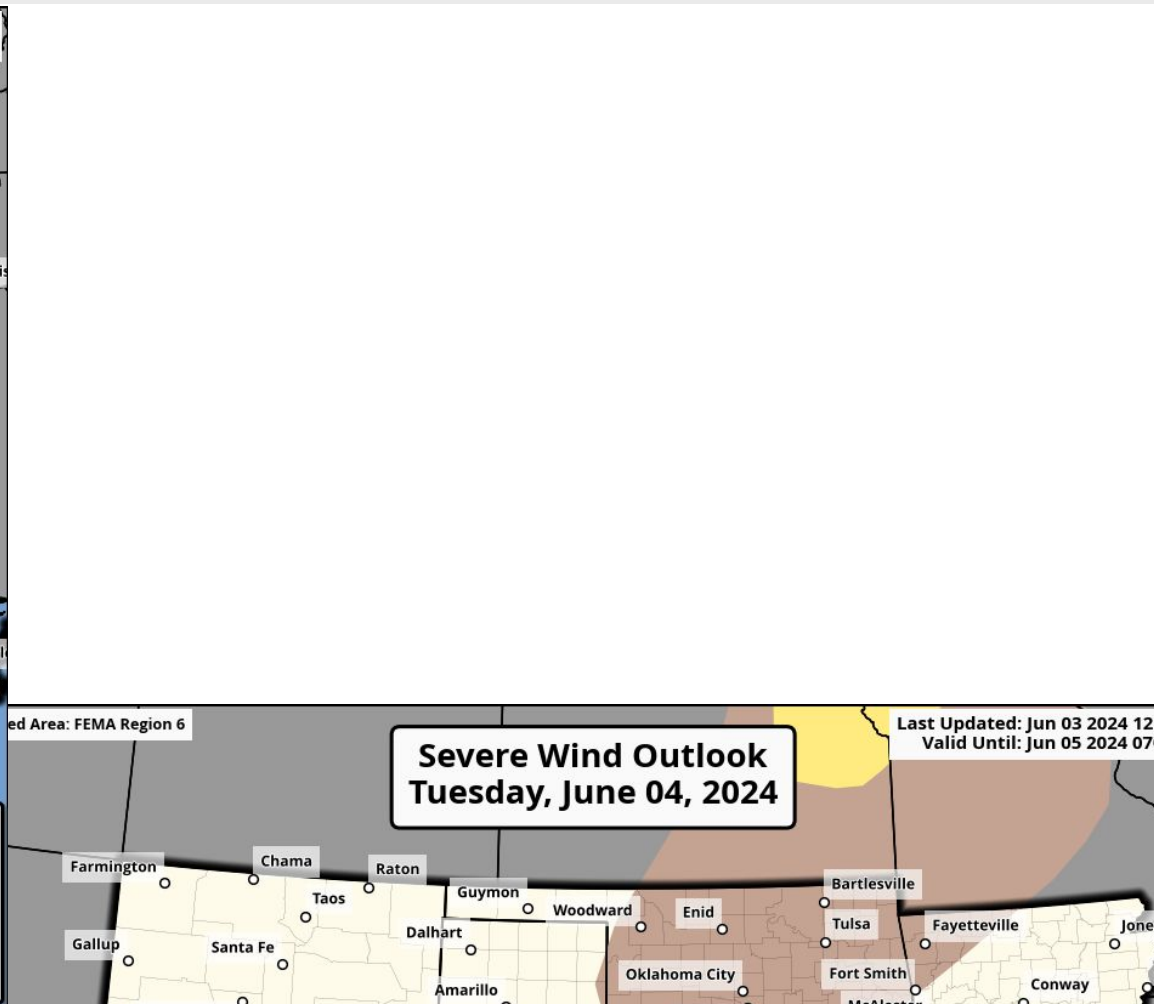 ed Area: FEMA Region 6
Severe Wind Outlook
Tuesday, June 04, 2024
Last Updated: Jun 03 2024 12
Valid Until: Jun 05 2024 07
Farmington
Chama
Raton
Taos
Guymon
Woodward
Enid
Bartlesville
Tulsa
Fayetteville
Jone
Gallup
Santa Fe
Dalhart
Oklahoma City
Fort Smith
Amarillo
Conway
McAlester